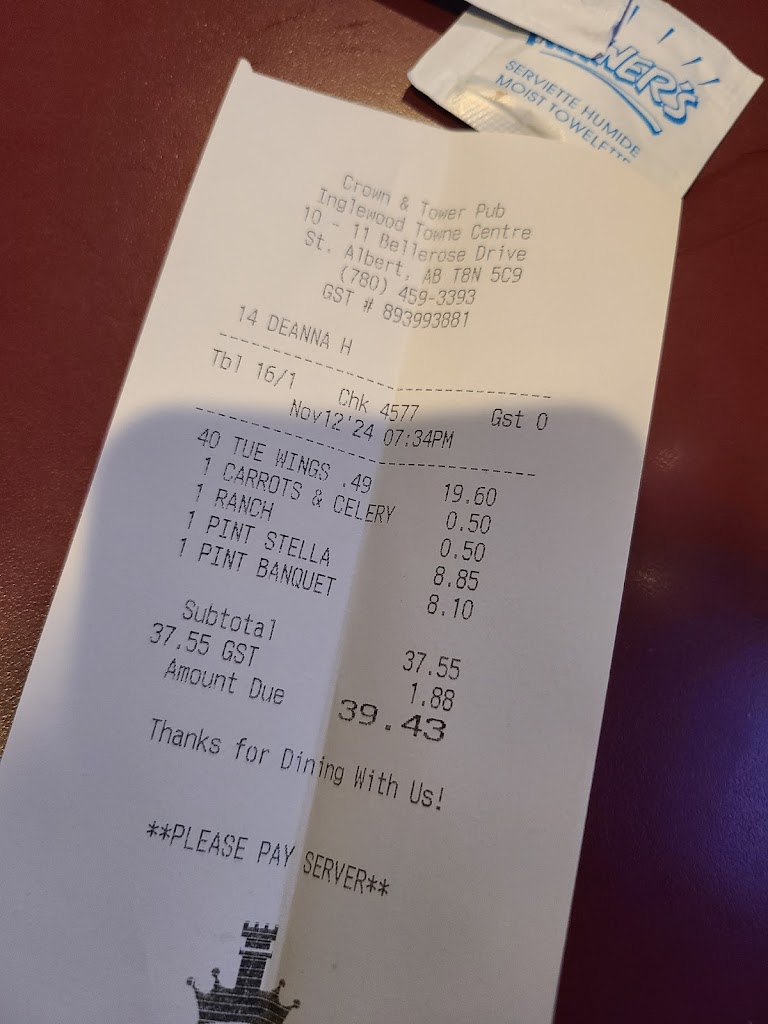 SERVIETTE HUMIDE
MOIST TOWELETTE
Crown & Tower Pub
Inglewood Towne Centre
10 - 11 Bellerose Drive
St. Albert, AB T8N 5C9
(780) 459-3393
GST # 893993881
14 DEANNA H
Tbl 16/1 Chk 4577 Gst 0
Nov12'24 07:34PM
40 TUE WINGS .49 19.60
1 CARROTS & CELERY 0.50
1 RANCH 0.50
1 PINT STELLA 8.85
1 PINT BANQUET 8.10
Subtotal 37.55
37.55 GST 1.88
Amount Due 39.43
Thanks for Dining With Us!
**PLEASE PAY SERVER**